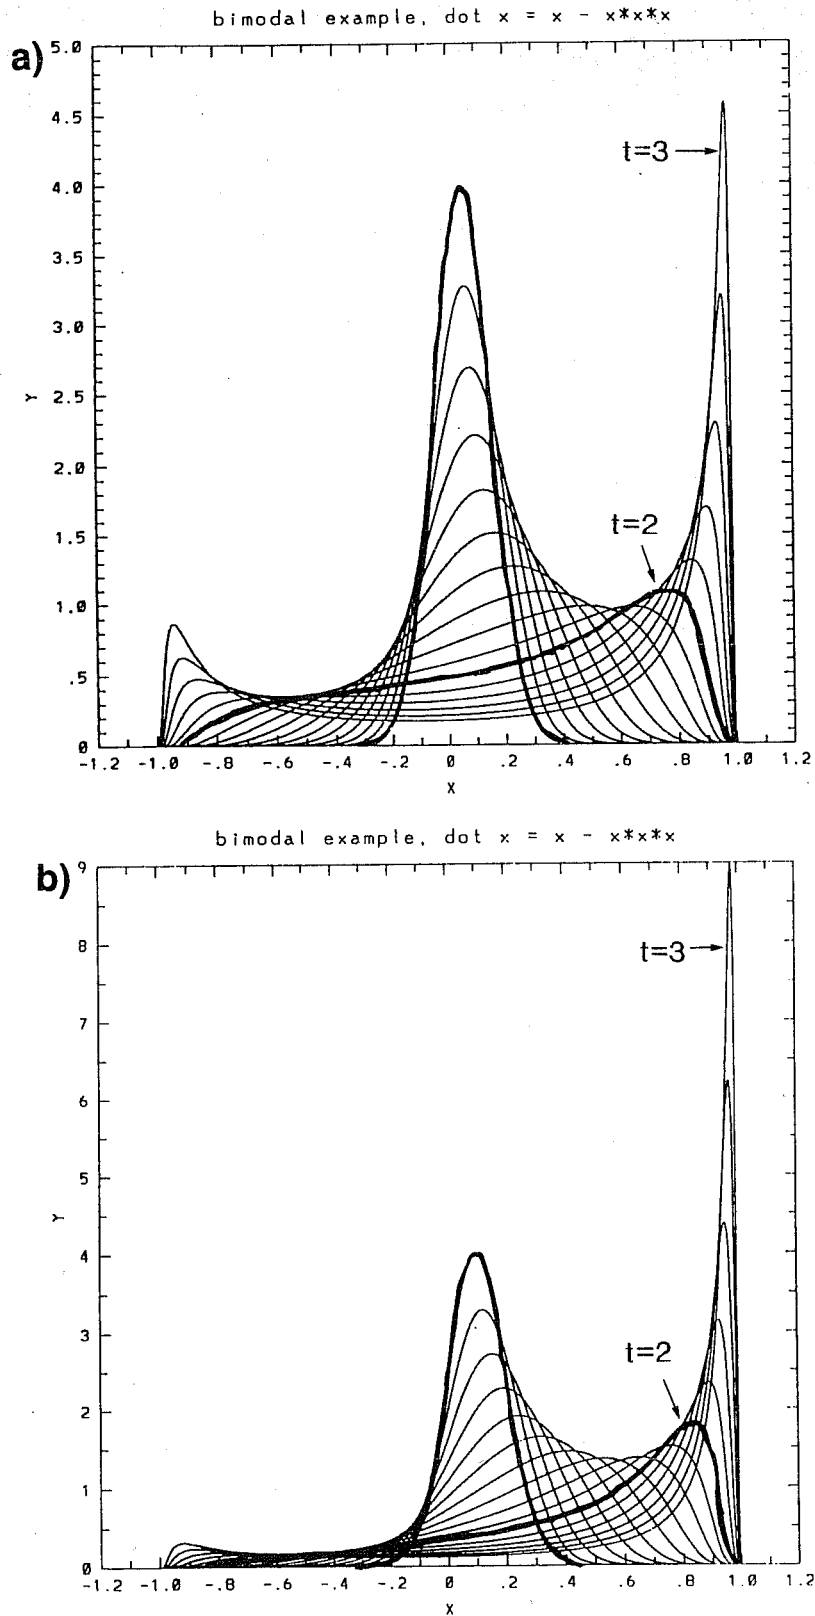 bimodal example, dot x = x - x*x*x
a)
5.0
4.5
t=3
4.0
3.5
3.0
Y
2.5
2.0
1.5
t=2
1.0
.5
0
-1.2 -1.0 -.8 -.6 -.4 -.2 0 .2 .4 .6 .8 1.0 1.2
X
bimodal example, dot x = x - x*x*x
b)
9
8
t=3
7
6
5
Y
4
3
t=2
2
1
0
-1.2 -1.0 -.8 -.6 -.4 -.2 0 .2 .4 .6 .8 1.0 1.2
X